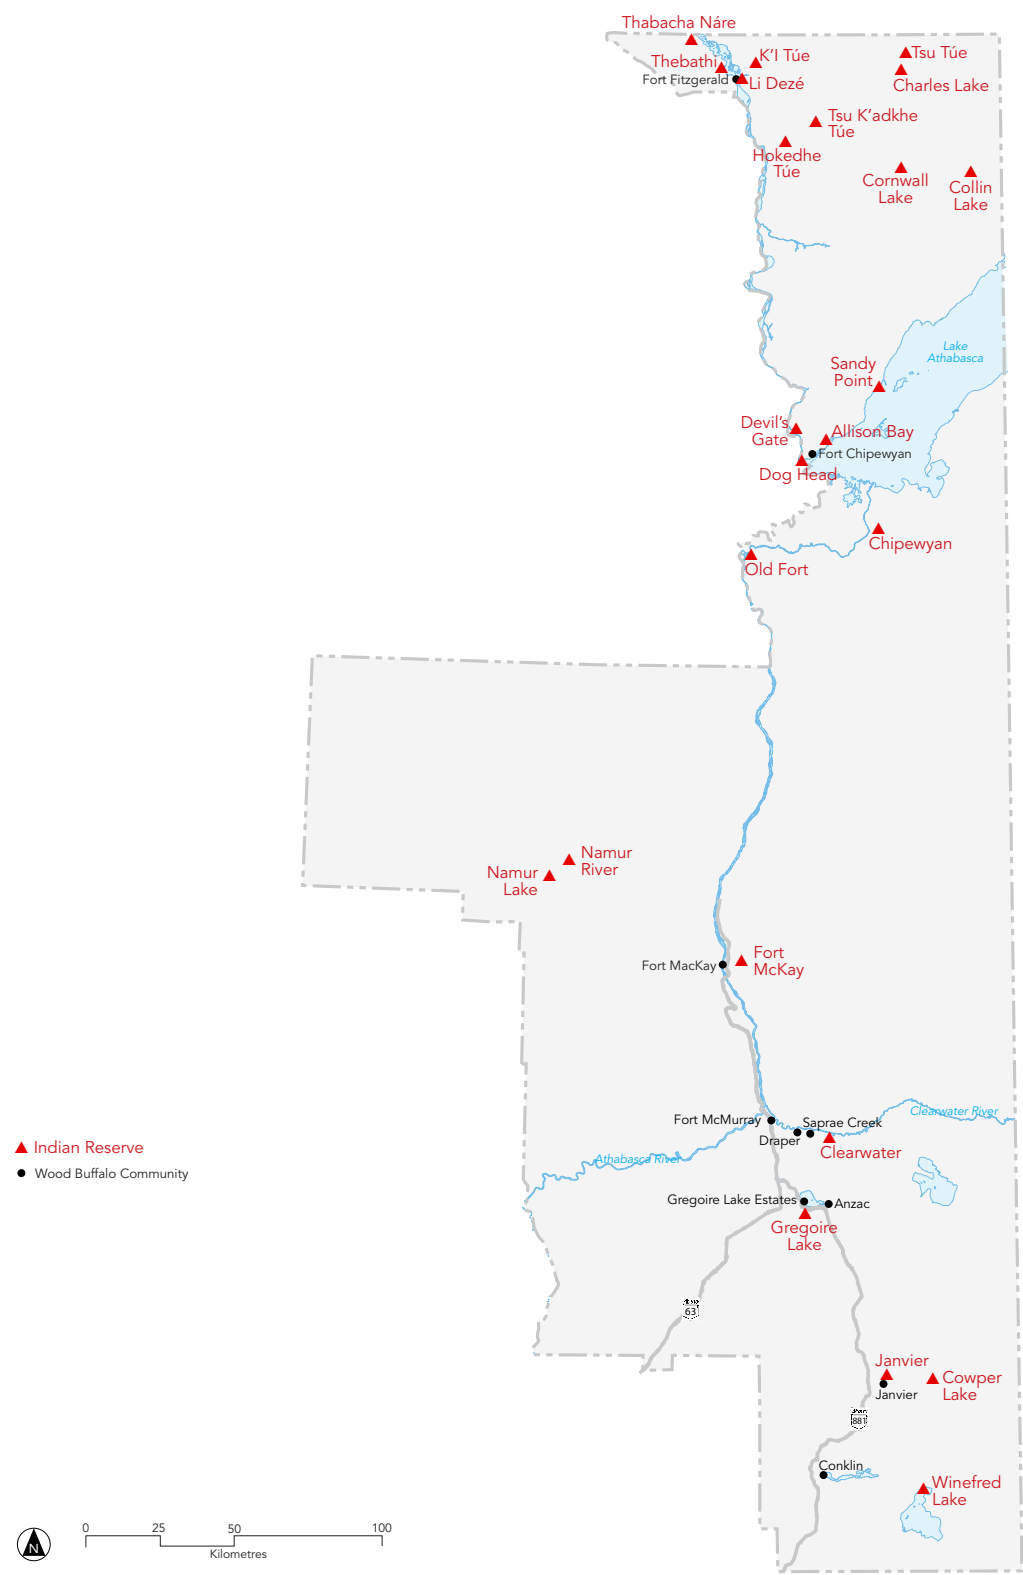 Thabacha Náre
Thebathi
K'I Túe
Tsu Túe
Fort Fitzgerald
Li Dezé
Charles Lake
Tsu K'adkhe
Túe
Hokedhe
Túe
Cornwall
Lake
Collin
Lake
Lake
Athabasca
Sandy
Point
Devil's
Gate
Allison Bay
Fort Chipewyan
Dog Head
Chipewyan
Old Fort
Namur
River
Namur
Lake
Fort
McKay
Fort MacKay
Clearwater River
Fort McMurray
Saprae Creek
Draper
Clearwater
Athabasca River
Indian Reserve
Wood Buffalo Community
Gregoire Lake Estates
Anzac
Gregoire
Lake
63
Janvier
Janvier
Cowper
Lake
881
Conklin
Winefred
Lake
N
0 25 50 100
Kilometres